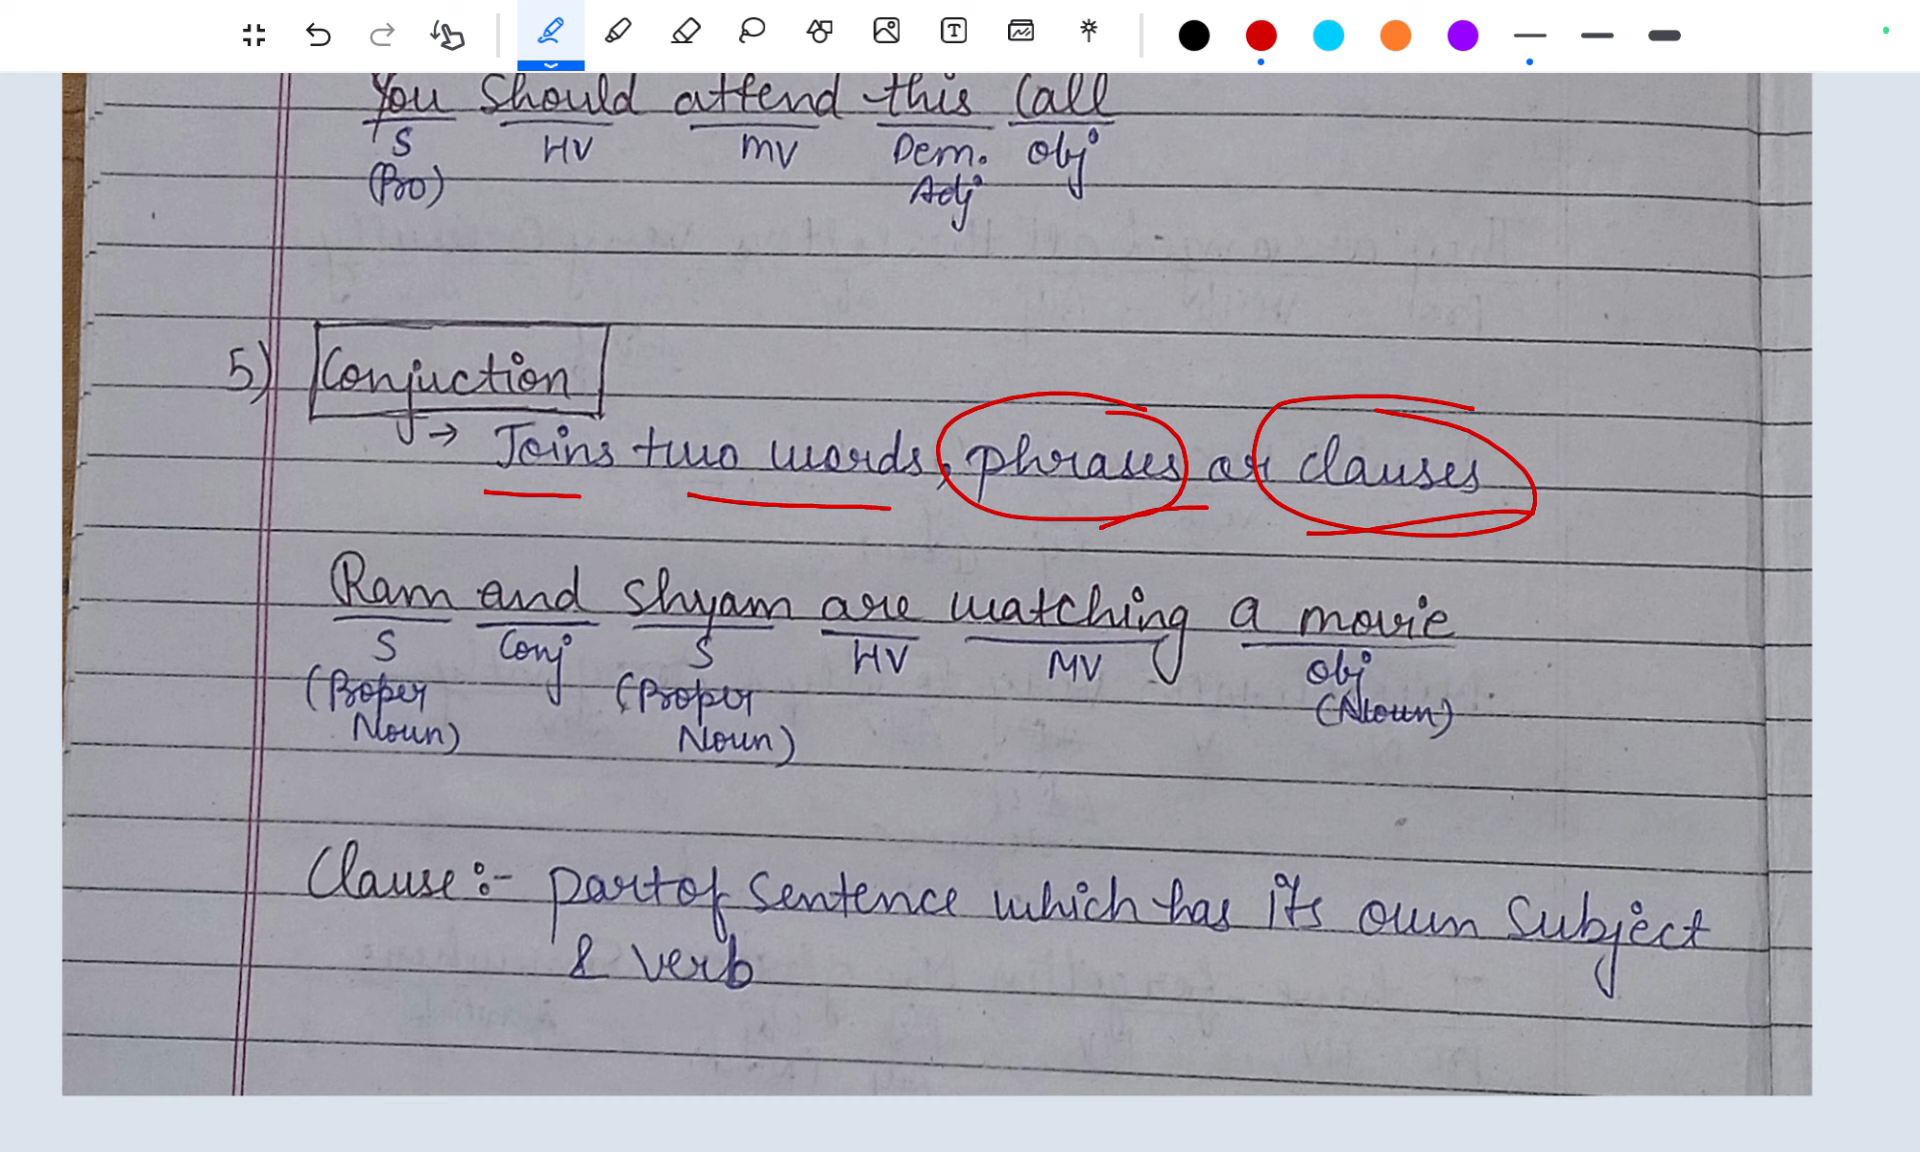 You should attend this Call
S HV MV Dem. Obj
(Pro) Adj
5) Conjuction
→ Joins two words, phrases or clauses
Ram and Shyam are watching a movie
S Conj S HV MV Obj
(Proper (Proper (Noun)
Noun) Noun)
Clause:- part of Sentence which has its own Subject
& verb